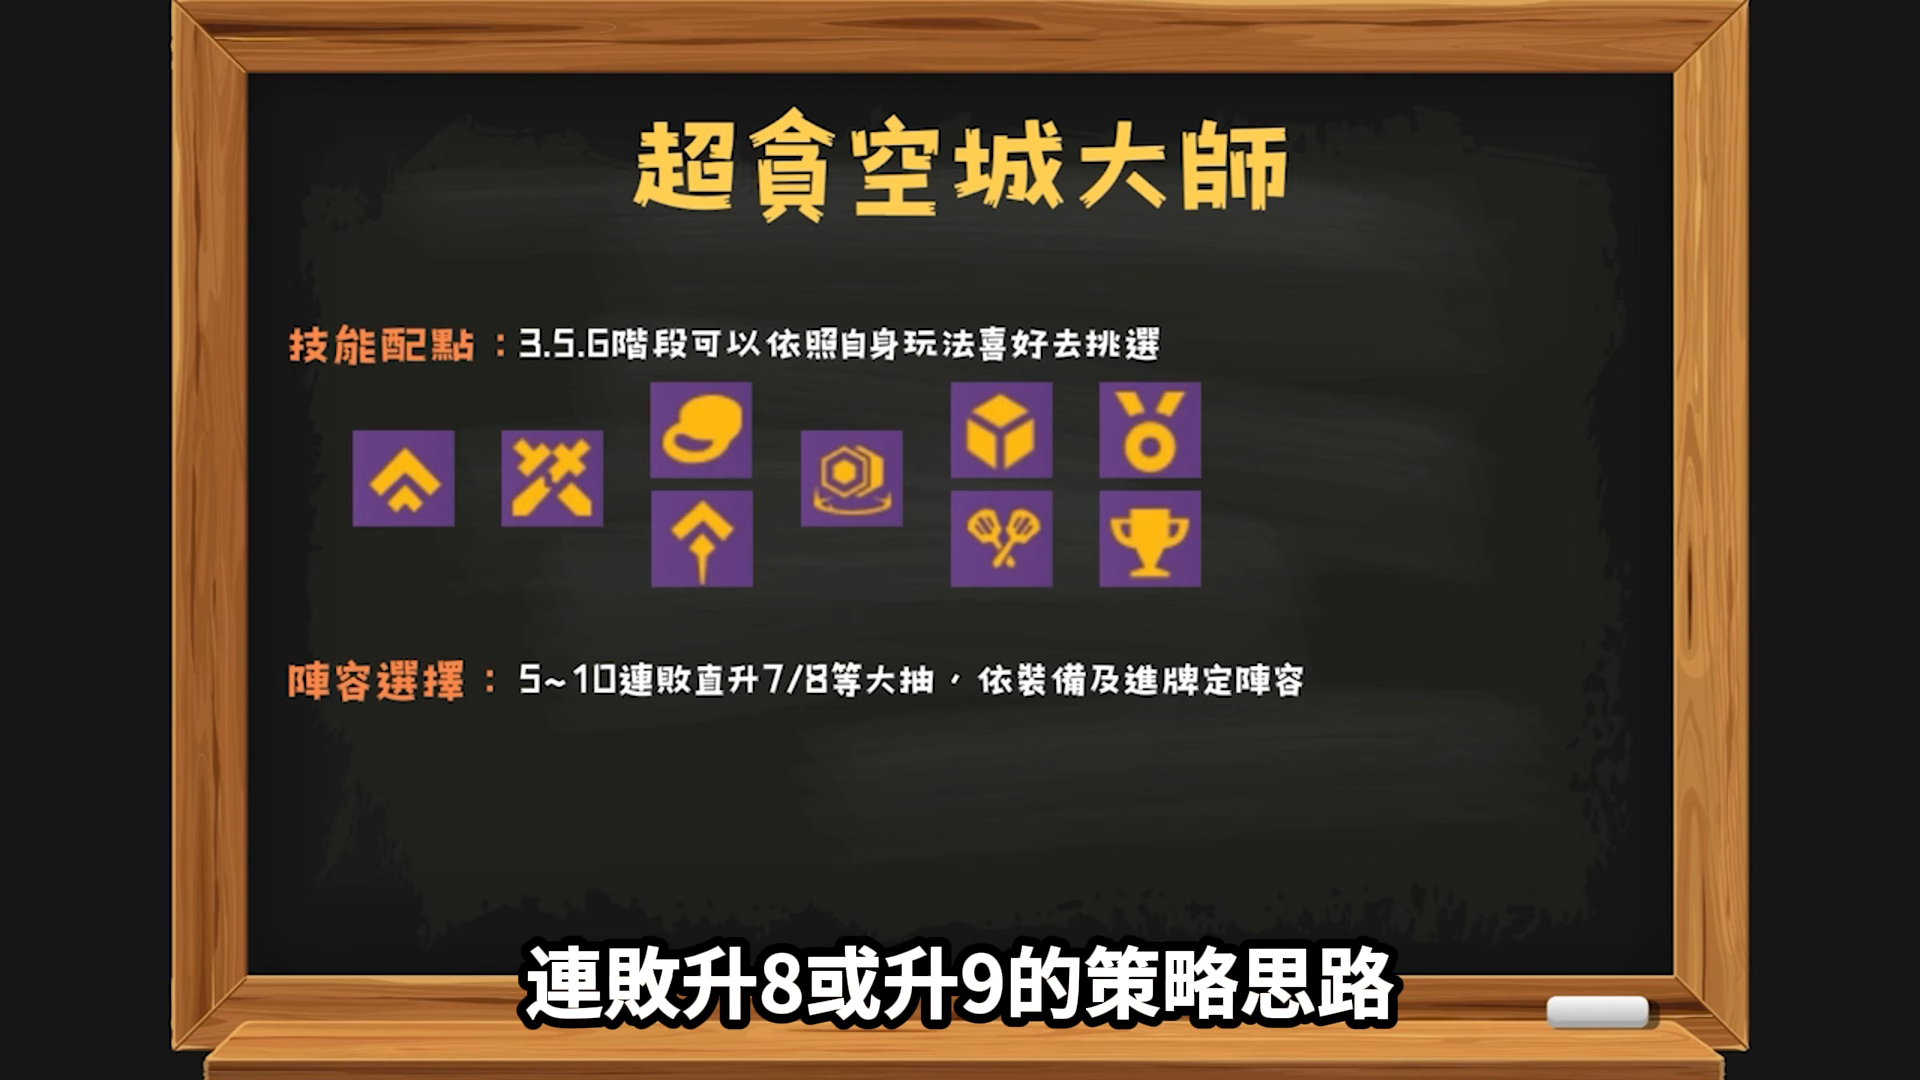 超貪空城大師
技能配點：3.5.6階段可以依照自身玩法喜好去挑選
陣容選擇：5~10連敗直升7/8等大抽，依裝備及進牌定陣容
連敗升8或升9的策略思路